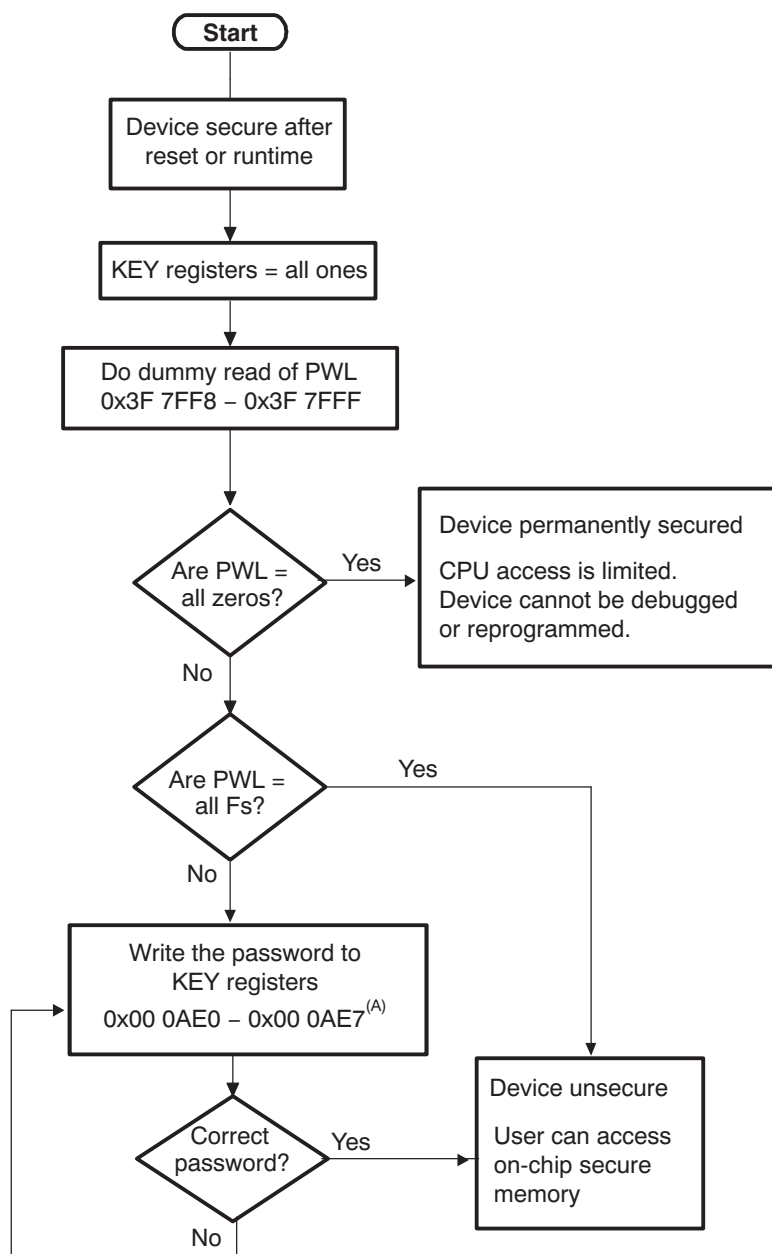 Start
Device secure after
reset or runtime
KEY registers = all ones
Do dummy read of PWL
0x3F 7FF8 – 0x3F 7FFF
Are PWL =
all zeros?
Yes
Device permanently secured
CPU access is limited.
Device cannot be debugged
or reprogrammed.
No
Are PWL =
all Fs?
Yes
No
Write the password to
KEY registers
0x00 0AE0 – 0x00 0AE7(A)
Correct
password?
Yes
Device unsecure
User can access
on-chip secure
memory
No